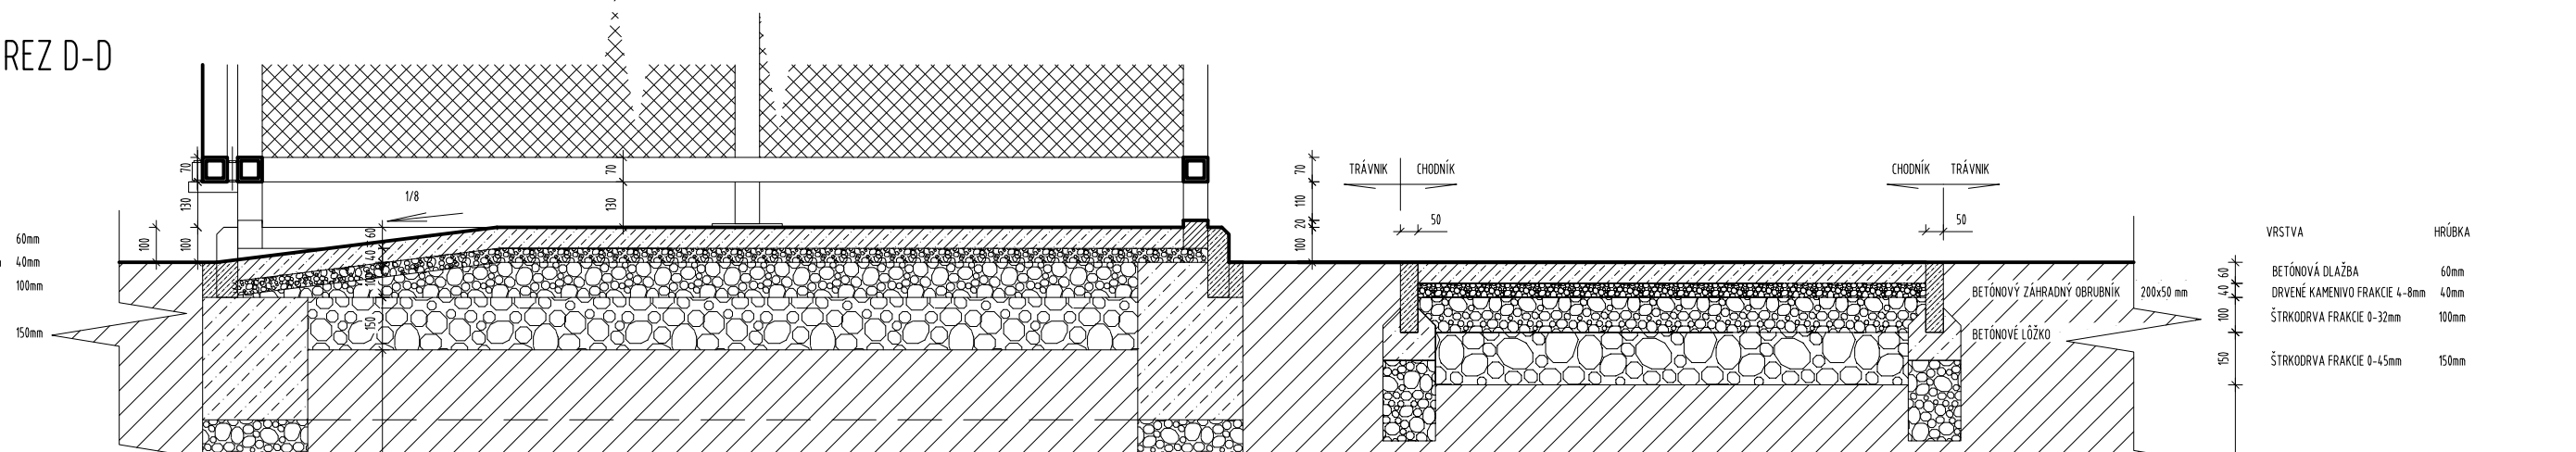 REZ D-D
70
130
100
100
1/8
70
130
60
40
100
150
70
110
20
100
TRÁVNIK
CHODNÍK
50
CHODNÍK
TRÁVNIK
50
60mm
40mm
100mm
150mm
BETÓNOVÝ ZÁHRADNÝ OBRUBNÍK 200x50 mm
BETÓNOVÉ LÔŽKO
60
40
100
150
VRSTVA HRÚBKA
BETÓNOVÁ DLAŽBA 60mm
DRVENÉ KAMENIVO FRAKCIE 4-8mm 40mm
ŠTRKODRVA FRAKCIE 0-32mm 100mm
ŠTRKODRVA FRAKCIE 0-45mm 150mm